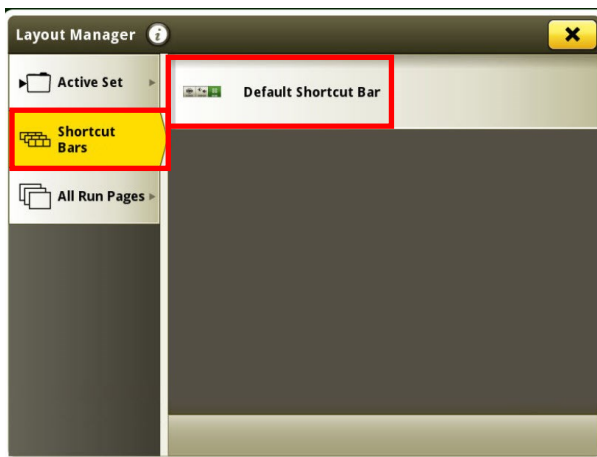 Layout Manager i
Active Set
Default Shortcut Bar
Shortcut
Bars
All Run Pages